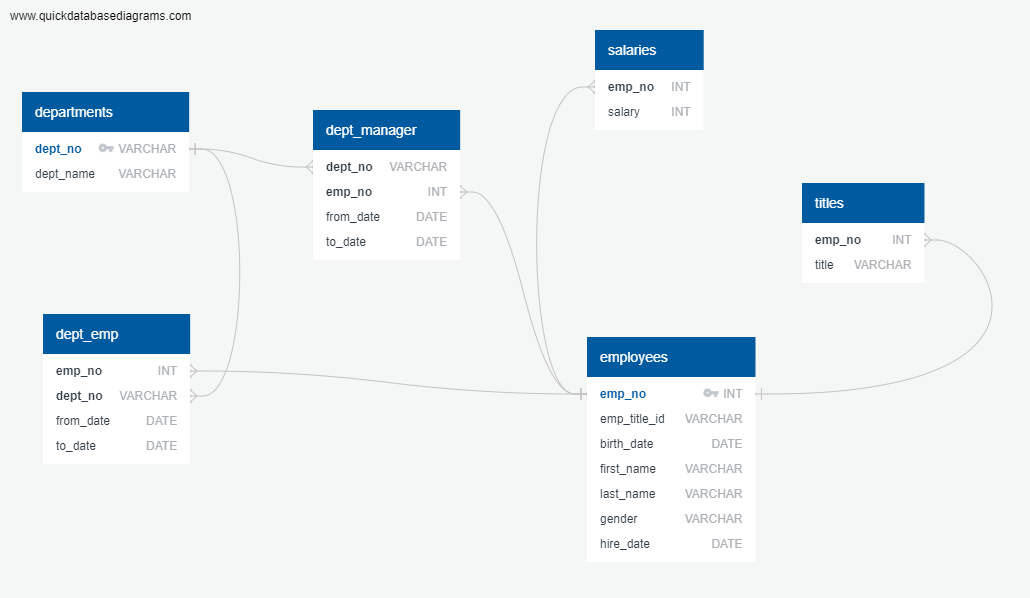 www.quickdatabasediagrams.com
departments
dept_no VARCHAR
dept_name VARCHAR
dept_manager
dept_no VARCHAR
emp_no INT
from_date DATE
to_date DATE
salaries
emp_no INT
salary INT
titles
emp_no INT
title VARCHAR
dept_emp
emp_no INT
dept_no VARCHAR
from_date DATE
to_date DATE
employees
emp_no INT
emp_title_id VARCHAR
birth_date DATE
first_name VARCHAR
last_name VARCHAR
gender VARCHAR
hire_date DATE